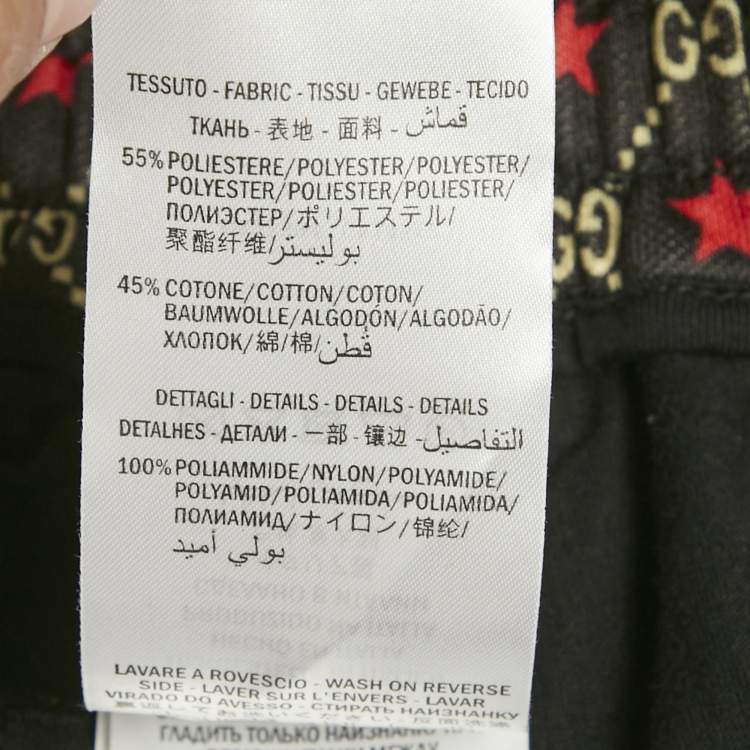 TESSUTO - FABRIC - TISSU - GEWEBE - TECIDO
ТКАНЬ - 表地 - 面料 - قماش
55% POLIESTERE/POLYESTER/POLYESTER/
POLYESTER/POLIESTER/POLIESTER/
ПОЛИЭСТЕР/ポリエステル/
聚酯纤维/بوليستر
45% COTONE/COTTON/COTON/
BAUMWOLLE/ALGODÓN/ALGODÃO/
ХЛОПОК/綿/棉/قُطن
DETTAGLI - DETAILS - DETAILS - DETAILS
DETALHES - ДЕТАЛИ - 一部 - 镶边 - التفاصيل
100% POLIAMMIDE/NYLON/POLYAMIDE/
POLYAMID/POLIAMIDA/POLIAMIDA/
ПОЛИАМИД/ナイロン/锦纶/
بولي أميد
LAVARE A ROVESCIO - WASH ON REVERSE
SIDE - LAVER SUR L'ENVERS - LAVAR
VIRADO DO AVESSO - СТИРАТЬ НАИЗНАНКУ
ГЛАДИТЬ ТОЛЬКО НАИЗНАНКУ